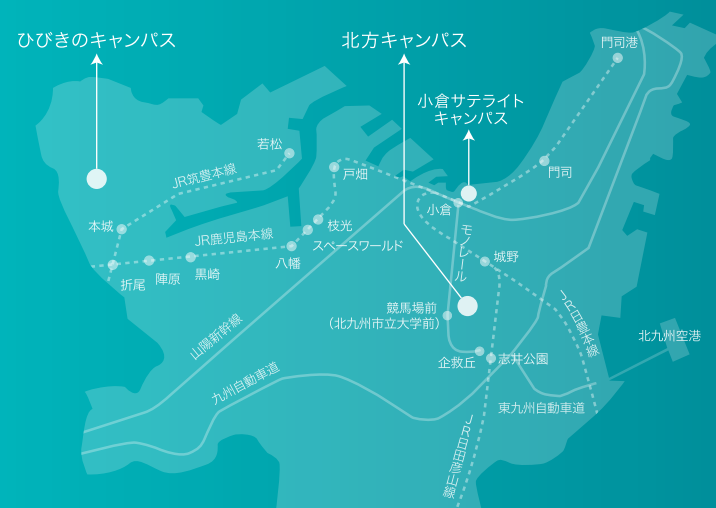 ひびきのキャンパス
北方キャンパス
門司港
小倉サテライト
キャンパス
若松
JR筑豊本線
戸畑
門司
本城
小倉
枝光
JR鹿児島本線
スペースワールド
モノレール
城野
八幡
折尾
陣原
黒崎
競馬場前
（北九州市立大学前）
JR日豊本線
山陽新幹線
北九州空港
企救丘
志井公園
九州自動車道
東九州自動車道
JR日田彦山線